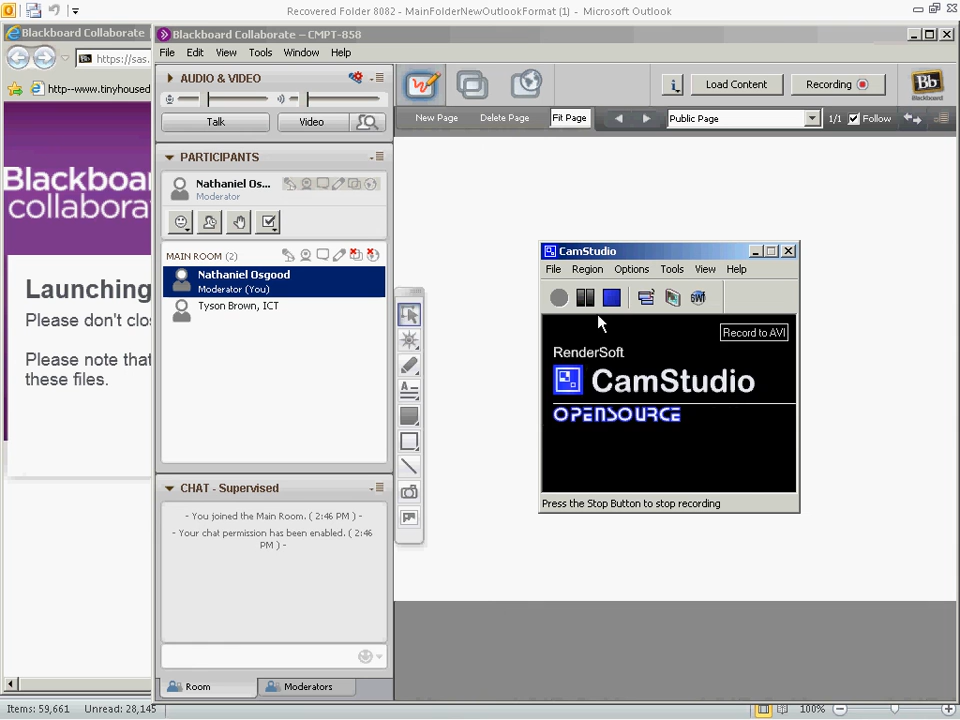 Recovered Folder 8082 - MainFolderNewOutlookFormat (1) - Microsoft Outlook
Blackboard Collaborate
https://sas.
http--www.tinyhoused
Blackboa
collabora
Launching
Please don't clo
Please note that
these files.
Blackboard Collaborate — CMPT-858
File Edit View Tools Window Help
AUDIO & VIDEO
Talk Video
PARTICIPANTS
Nathaniel Os...
Moderator
MAIN ROOM (2)
Nathaniel Osgood
Moderator (You)
Tyson Brown, ICT
CHAT - Supervised
- You joined the Main Room. ( 2:46 PM ) -
- Your chat permission has been enabled. ( 2:46
PM ) -
Room Moderators
Load Content Recording
Bb
Blackboard
New Page Delete Page Fit Page Public Page 1/1 Follow
CamStudio
File Region Options Tools View Help
SWF
Record to AVI
RenderSoft
CamStudio
OPENSOURCE
Press the Stop Button to stop recording
Items: 59,661 Unread: 28,145 100%